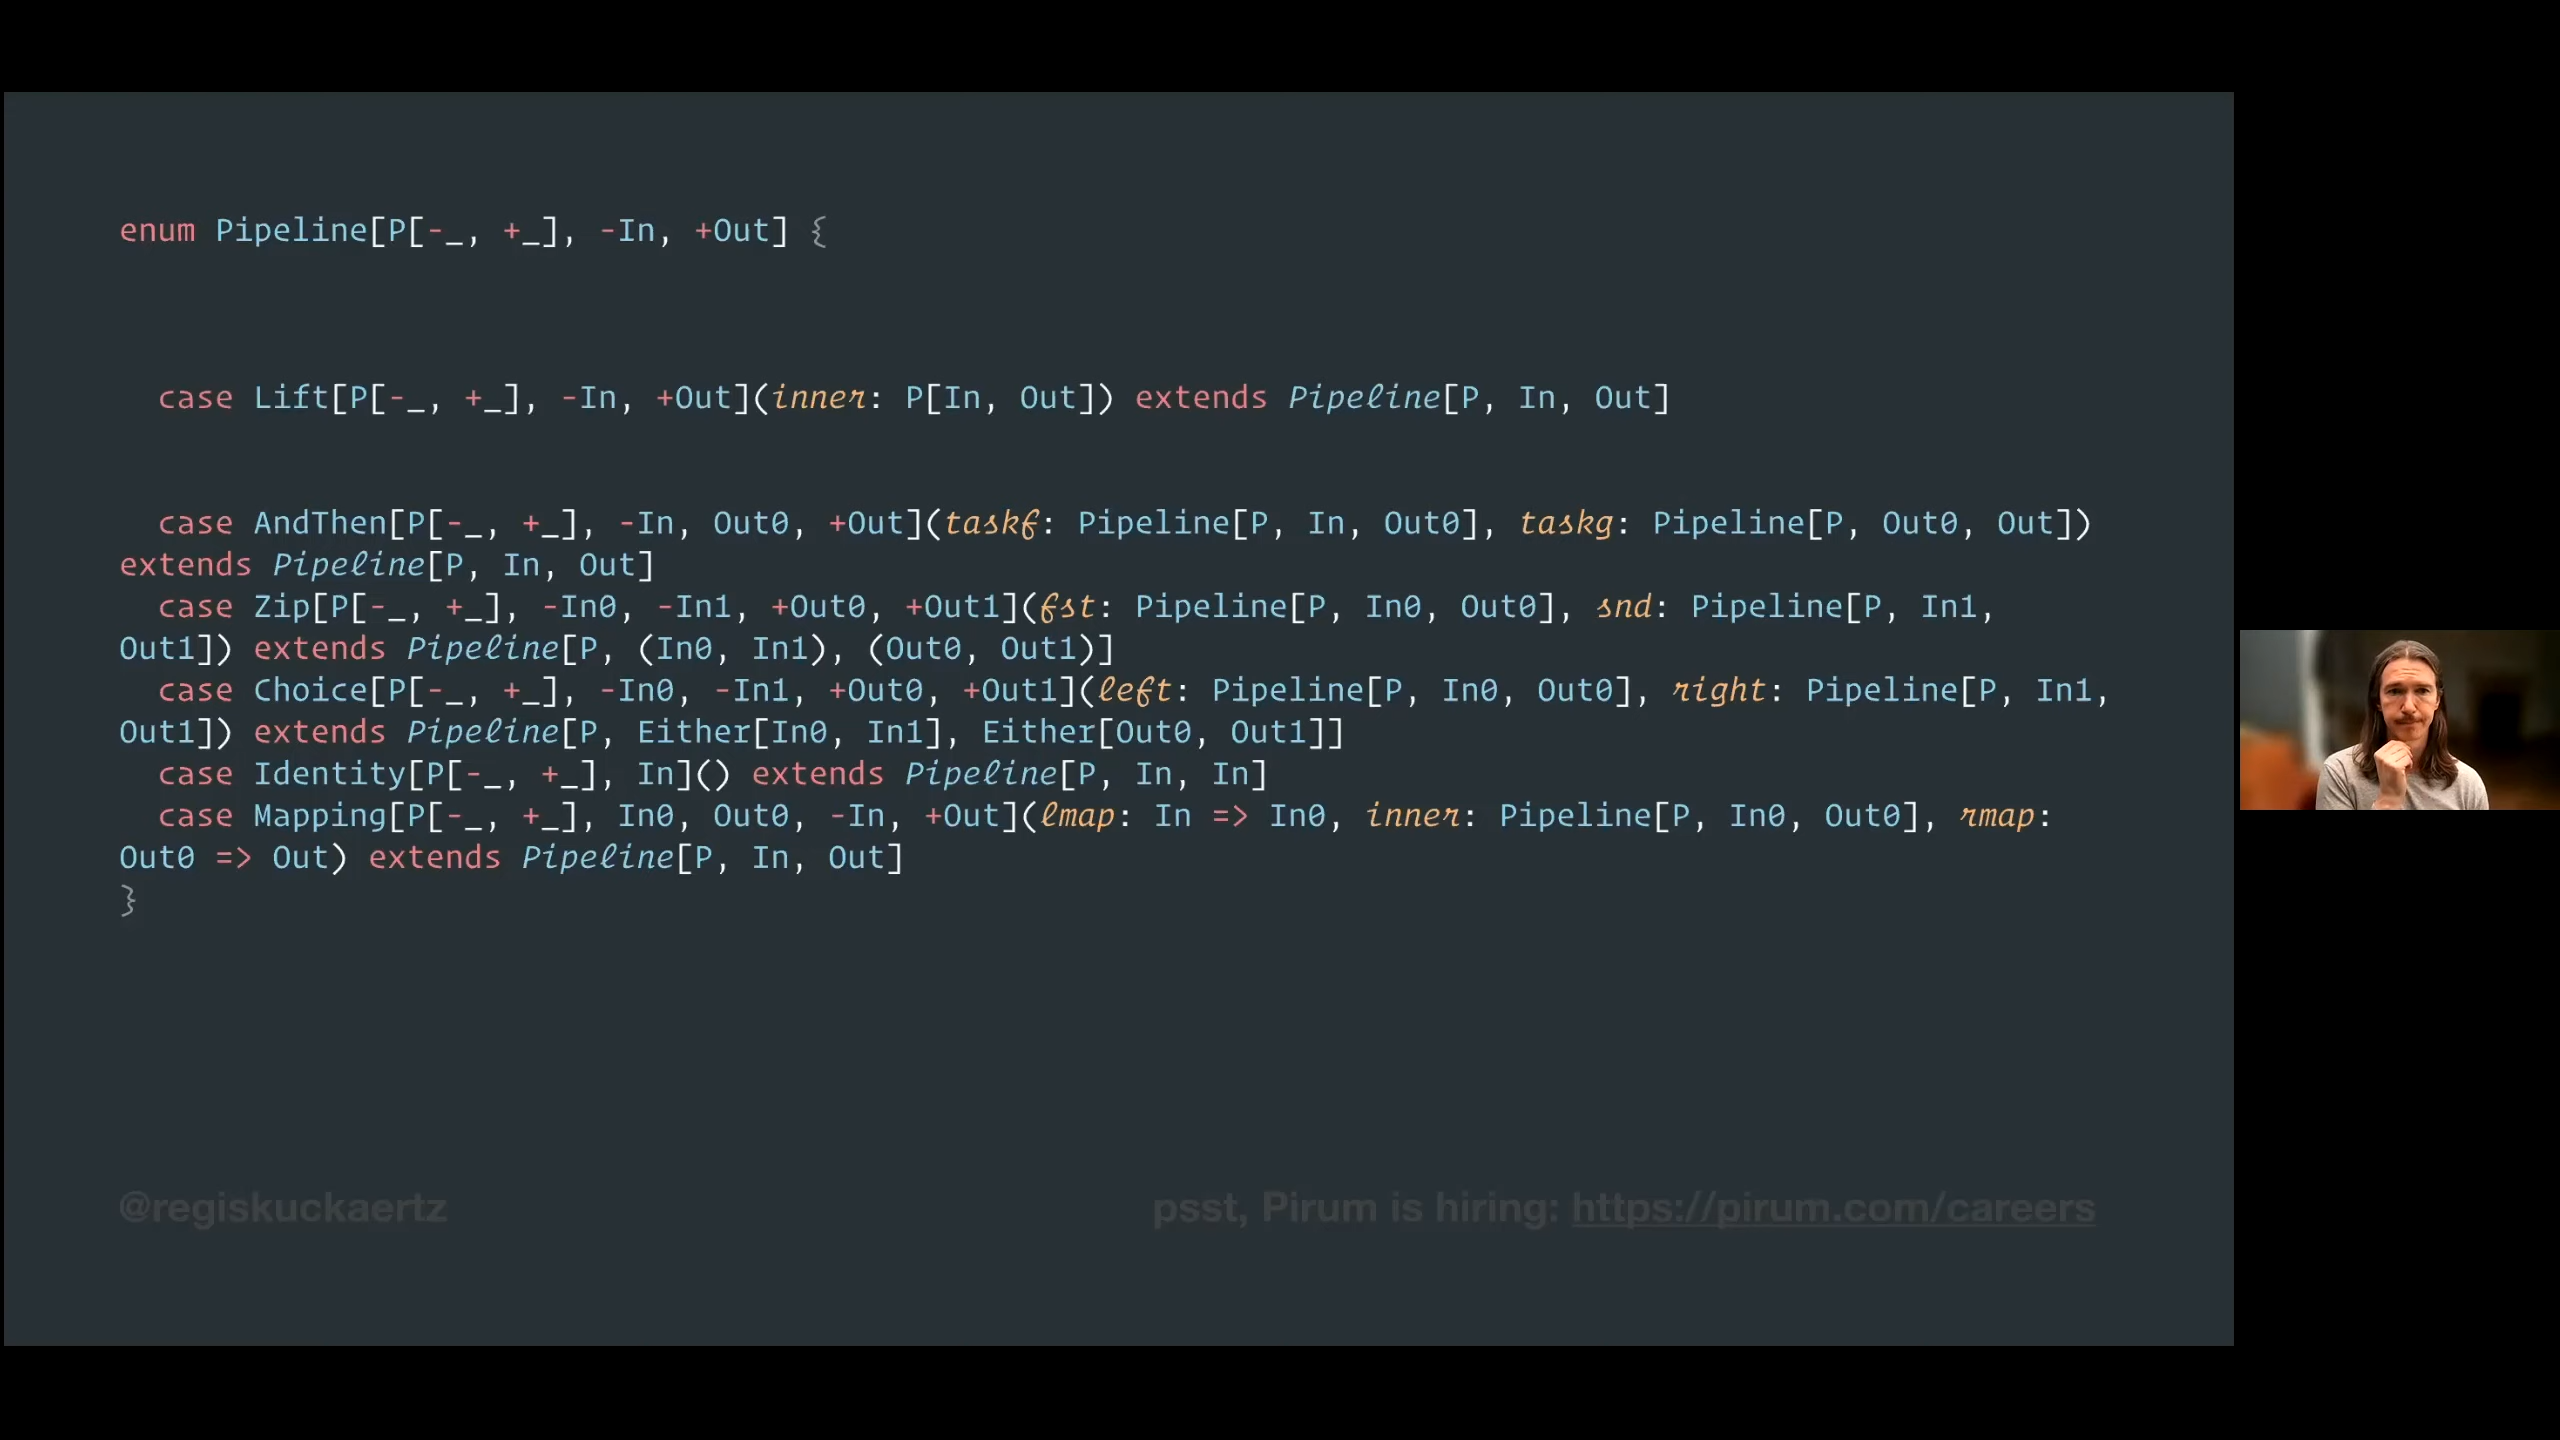 enum Pipeline[P[-_, +_], -In, +Out] {
case Lift[P[-_, +_], -In, +Out](inner: P[In, Out]) extends Pipeline[P, In, Out]
case AndThen[P[-_, +_], -In, Out0, +Out](taskf: Pipeline[P, In, Out0], taskg: Pipeline[P, Out0, Out])
extends Pipeline[P, In, Out]
case Zip[P[-_, +_], -In0, -In1, +Out0, +Out1](fst: Pipeline[P, In0, Out0], snd: Pipeline[P, In1,
Out1]) extends Pipeline[P, (In0, In1), (Out0, Out1)]
case Choice[P[-_, +_], -In0, -In1, +Out0, +Out1](left: Pipeline[P, In0, Out0], right: Pipeline[P, In1,
Out1]) extends Pipeline[P, Either[In0, In1], Either[Out0, Out1]]
case Identity[P[-_, +_], In]() extends Pipeline[P, In, In]
case Mapping[P[-_, +_], In0, Out0, -In, +Out](lmap: In => In0, inner: Pipeline[P, In0, Out0], rmap:
Out0 => Out) extends Pipeline[P, In, Out]
}
@regiskuckaertz
psst, Pirum is hiring: https://pirum.com/careers